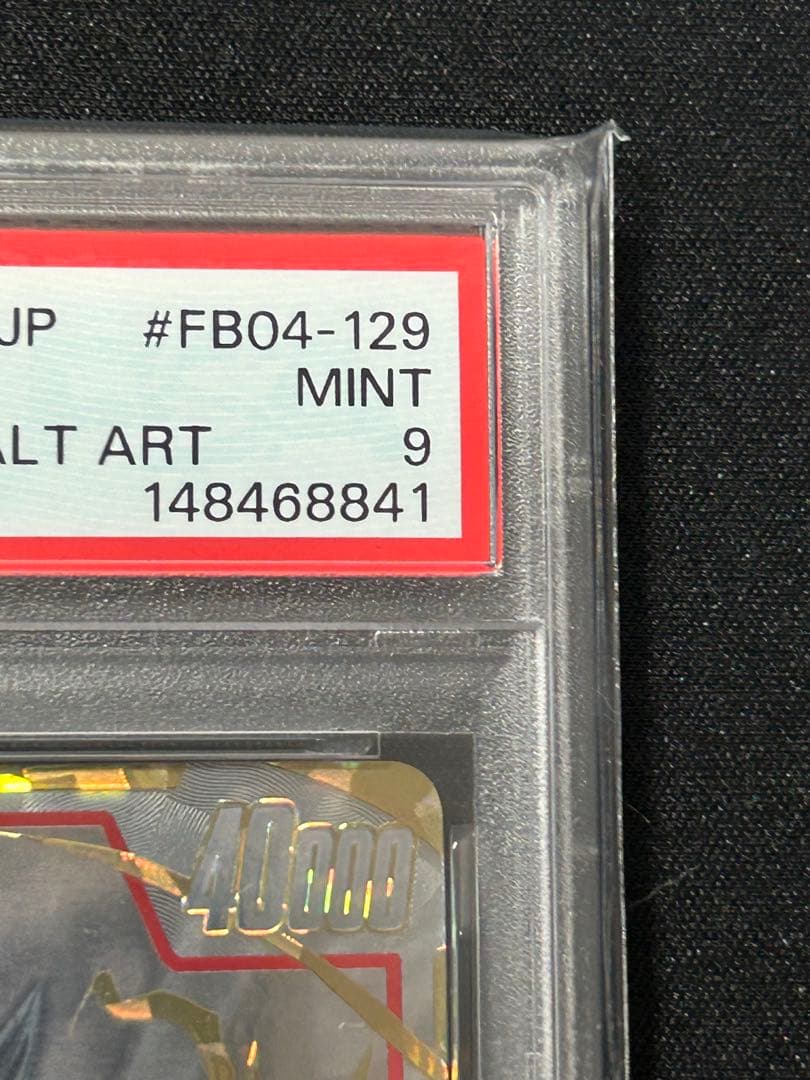 JP #FB04-129
MINT
ALT ART 9
148468841
40000